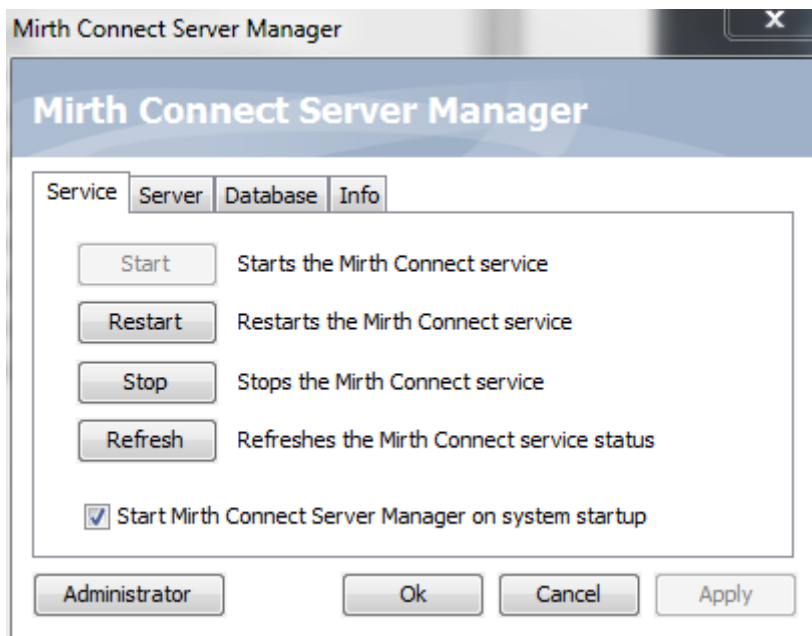 Mirth Connect Server Manager
x
Mirth Connect Server Manager
Service Server Database Info
Start Starts the Mirth Connect service
Restart Restarts the Mirth Connect service
Stop Stops the Mirth Connect service
Refresh Refreshes the Mirth Connect service status
Start Mirth Connect Server Manager on system startup
Administrator Ok Cancel Apply